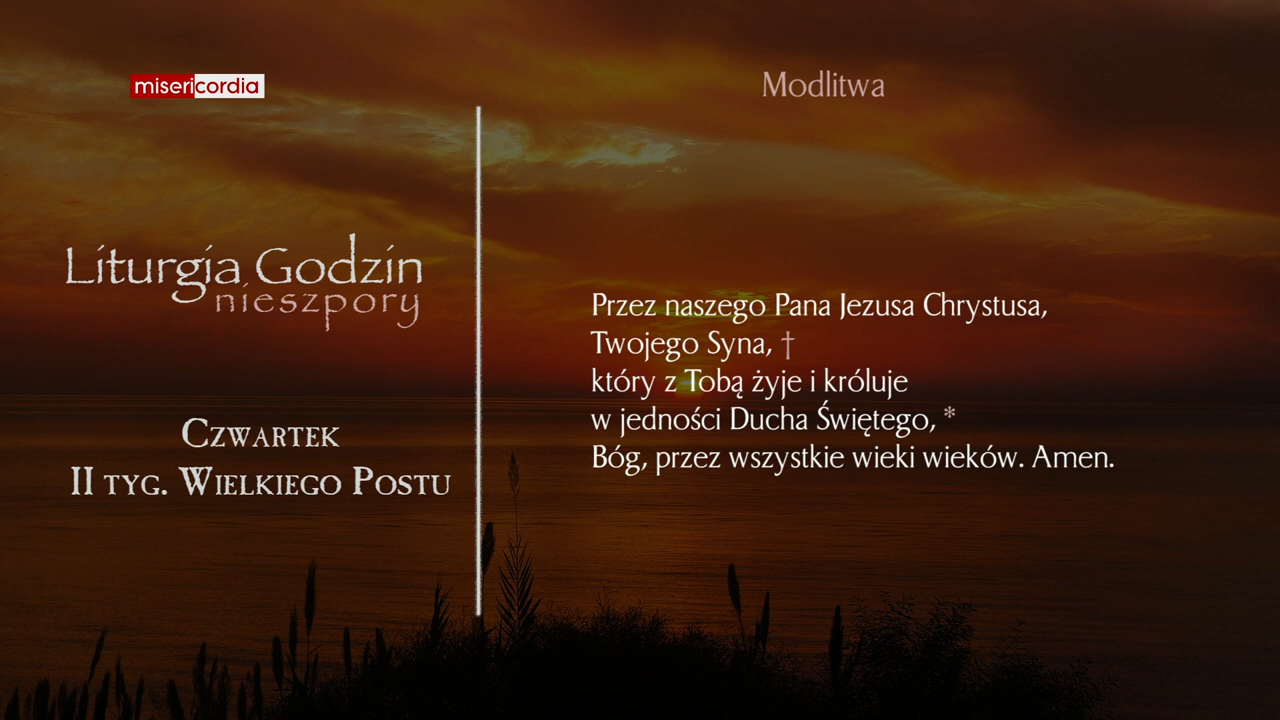 misericordia
Liturgia Godzin
nieszpory
Czwartek
II tyg. Wielkiego Postu
Modlitwa
Przez naszego Pana Jezusa Chrystusa,
Twojego Syna, †
który z Tobą żyje i króluje
w jedności Ducha Świętego, *
Bóg, przez wszystkie wieki wieków. Amen.